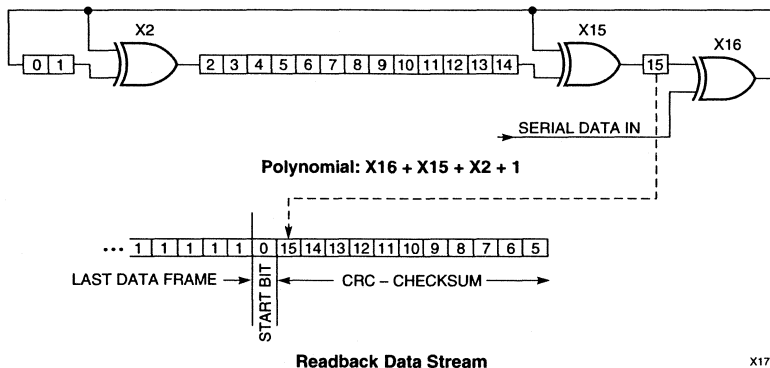 X2
X15
X16
0 1
2 3 4 5 6 7 8 9 10 11 12 13 14
15
SERIAL DATA IN
Polynomial: X16 + X15 + X2 + 1
••• 1 1 1 1 1 0 15 14 13 12 11 10 9 8 7 6 5
LAST DATA FRAME
START BIT
CRC – CHECKSUM
Readback Data Stream
X17